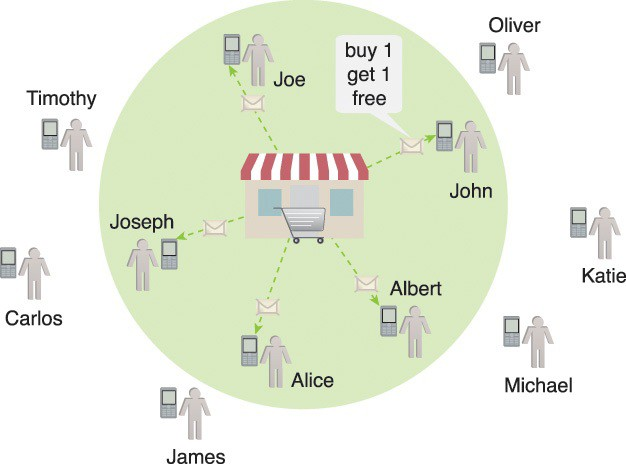 Oliver
buy 1
get 1
free
Joe
Timothy
John
Joseph
Katie
Albert
Carlos
Alice
Michael
James